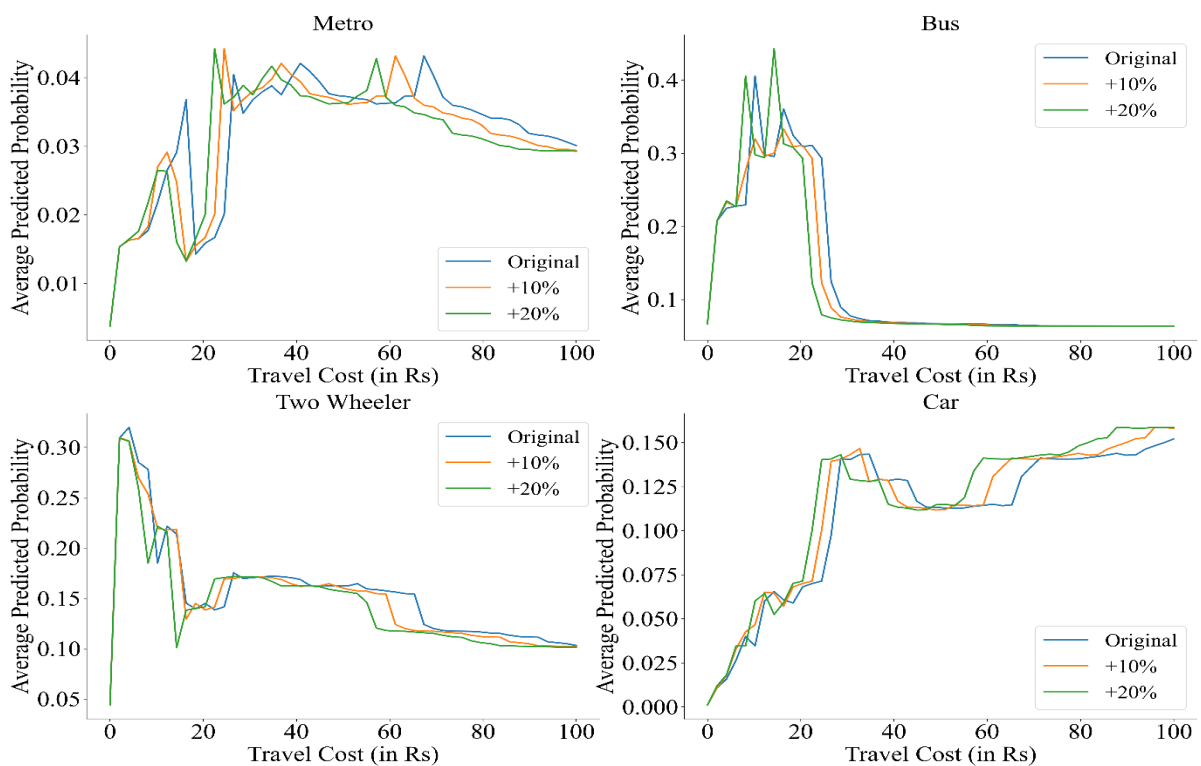 Metro
Average Predicted Probability
0.04
0.03
0.02
0.01
Original
+10%
+20%
0 20 40 60 80 100
Travel Cost (in Rs)
Bus
Average Predicted Probability
0.4
0.3
0.2
0.1
Original
+10%
+20%
0 20 40 60 80 100
Travel Cost (in Rs)
Two Wheeler
Average Predicted Probability
0.30
0.25
0.20
0.15
0.10
0.05
Original
+10%
+20%
0 20 40 60 80 100
Travel Cost (in Rs)
Car
Average Predicted Probability
0.150
0.125
0.100
0.075
0.050
0.025
0.000
Original
+10%
+20%
0 20 40 60 80 100
Travel Cost (in Rs)